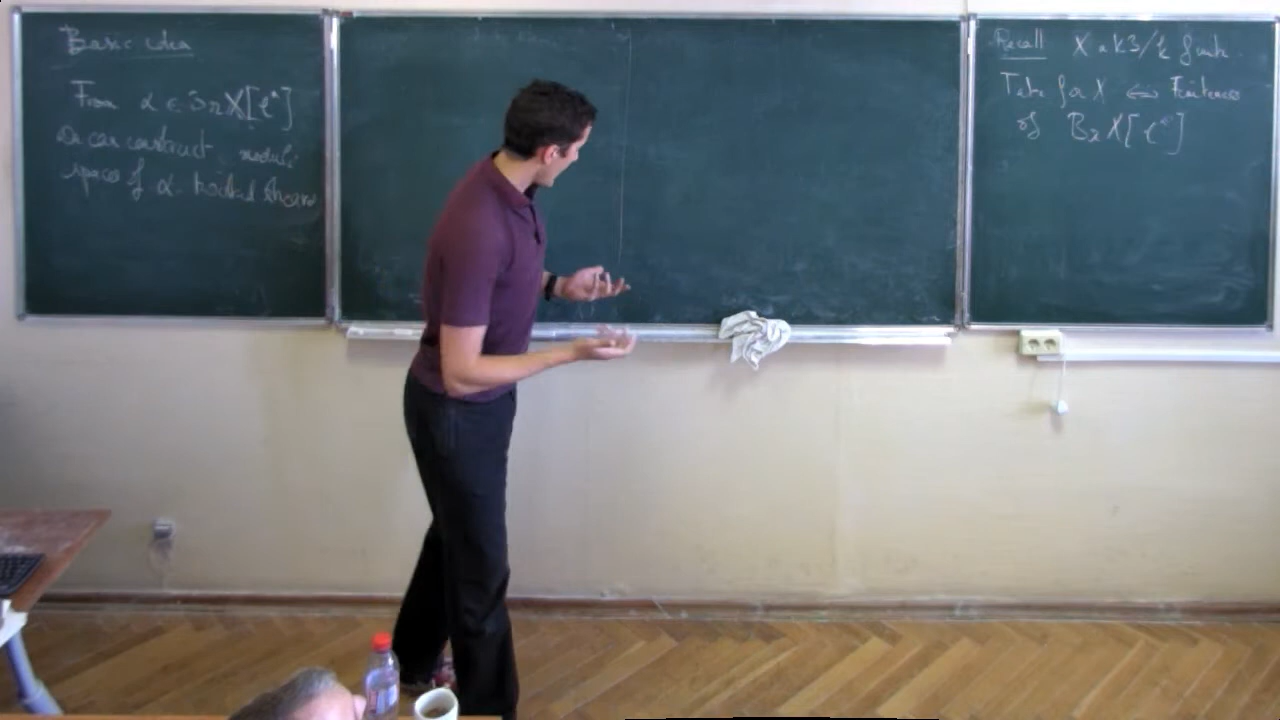 Basic idea
From α ∈ Br X[ℓ^n]
we can construct moduli
spaces of α-twisted sheaves
Recall X a K3/k finite
Tate for X ⟺ Finiteness
of Br X[ℓ^∞]